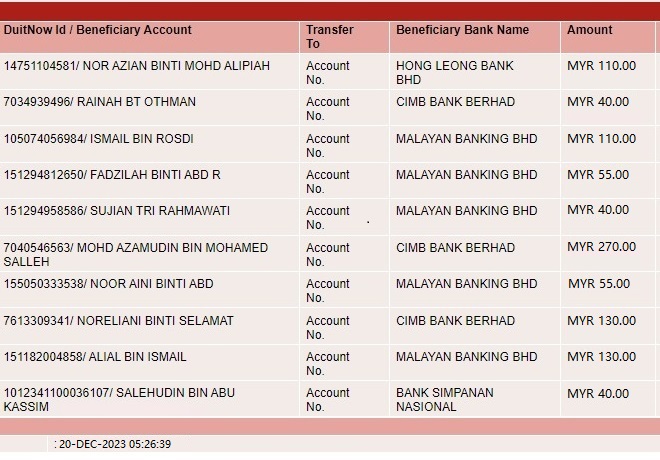 DuitNow Id / Beneficiary Account Transfer To Beneficiary Bank Name Amount
14751104581/ NOR AZIAN BINTI MOHD ALIPIAH Account No. HONG LEONG BANK BHD MYR 110.00
7034939496/ RAINAH BT OTHMAN Account No. CIMB BANK BERHAD MYR 40.00
105074056984/ ISMAIL BIN ROSDI Account No. MALAYAN BANKING BHD MYR 110.00
151294812650/ FADZILAH BINTI ABD R Account No. MALAYAN BANKING BHD MYR 55.00
151294958586/ SUJIAN TRI RAHMAWATI Account No. MALAYAN BANKING BHD MYR 40.00
7040546563/ MOHD AZAMUDIN BIN MOHAMED SALLEH Account No. CIMB BANK BERHAD MYR 270.00
155050333538/ NOOR AINI BINTI ABD Account No. MALAYAN BANKING BHD MYR 55.00
7613309341/ NORELIANI BINTI SELAMAT Account No. CIMB BANK BERHAD MYR 130.00
151182004858/ ALIAL BIN ISMAIL Account No. MALAYAN BANKING BHD MYR 130.00
1012341100036107/ SALEHUDIN BIN ABU KASSIM Account No. BANK SIMPANAN NASIONAL MYR 40.00
: 20-DEC-2023 05:26:39